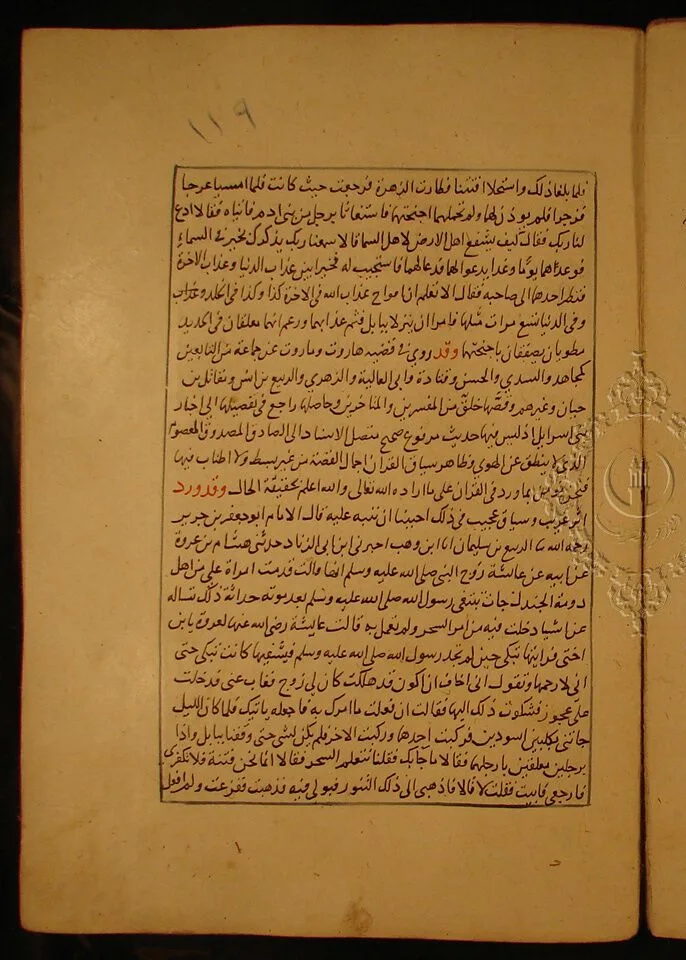 ١١٩
فلما بلغا ذلك واستحلا افتتنا فطارت الزهرة فرجعت حيث كانت فلما امسيا عرجا
فزجرا فلم يؤذن لهما ولم تحملهما اجنحتهما فاستغاثا برجل من بني ادم فاتياه فقالا ادع
لنا ربك فقال كيف يشفع اهل الارض لاهل السما قالا سمعنا ربك يذكرك بخير في السماء
فوعدهما يوما وغدا يدعو لهما فدعا لهما فاستجيب له فخيرا بين عذاب الدنيا وعذاب الاخرة
فنظر احدهما الى صاحبه فقال الا تعلم ان افواج عذاب الله في الاخرة كذا وكذا في الخلد وعذاب
وفي الدنيا تسع مرات مثلها فامرا ان ينزلا ببابل فثم عذابهما وزعم انهما معلقان في الحديد
مطويان يصفقان باجنحتهما وقد روي في قصة هاروت وماروت عن جماعة من التابعين
كمجاهد والسدي والحسن وقتادة وابي العالية والزهري والربيع بن انس ومقاتل بن
حيان وغيرهم وقصها خلق من المفسرين والمتاخرين وحاصلها راجع في تفصيلها الى اخبار
بني اسرايل اذ ليس فيها حديث مرفوع صحيح متصل الاسناد الى الصادق المصدوق المعصوم
الذي لا ينطق عن الهوى وظاهر سياق القران اجمال القصة من غير بسط ولا اطناب فيها
فنحن نؤمن بما ورد في القران على ما اراده الله تعالى والله اعلم بحقيقة الحال وقد ورد
اثر غريب وسياق عجيب في ذلك احببنا ان ننبه عليه قال الامام ابو جعفر بن جرير
رحمه الله ثنا الربيع بن سليمان انا ابن وهب اخبرني ابن ابي الزناد حدثني هشام بن عروة
عن ابيه عن عائشة زوج النبي صلى الله عليه وسلم انها قالت قدمت امراة علي من اهل
دومة الجندل جات تبتغي رسول الله صلى الله عليه وسلم بعد موته حداثة ذلك تساله
عن اشيا دخلت فيه من امر السحر ولم تعمل به قالت عائشة رضي الله عنها لعروة يا بن
اختي فرايتها تبكي حين لم تجد رسول الله صلى الله عليه وسلم فيشفيها كانت تبكي حتى
اني لارحمها وتقول اني اخاف ان اكون قد هلكت كان لي زوج فغاب عني فدخلت
علي عجوز فشكوت ذلك اليها فقالت ان فعلت ما امرك به فاجعله ياتيك فلما كان الليل
جاتني بكلبين اسودين فركبت احدهما وركبت الاخر فلم يكن لشي حتى وقفنا ببابل واذا
برجلين معلقين بارجلهما فقالا ما جا بك فقلنا نتعلم السحر فقالا انما نحن فتنة فلا تكفري
فارجعي فابيت فقلت لا قالا فاذهبي الى ذلك التنور فبولي فيه فذهبت ففزعت ولم افعل